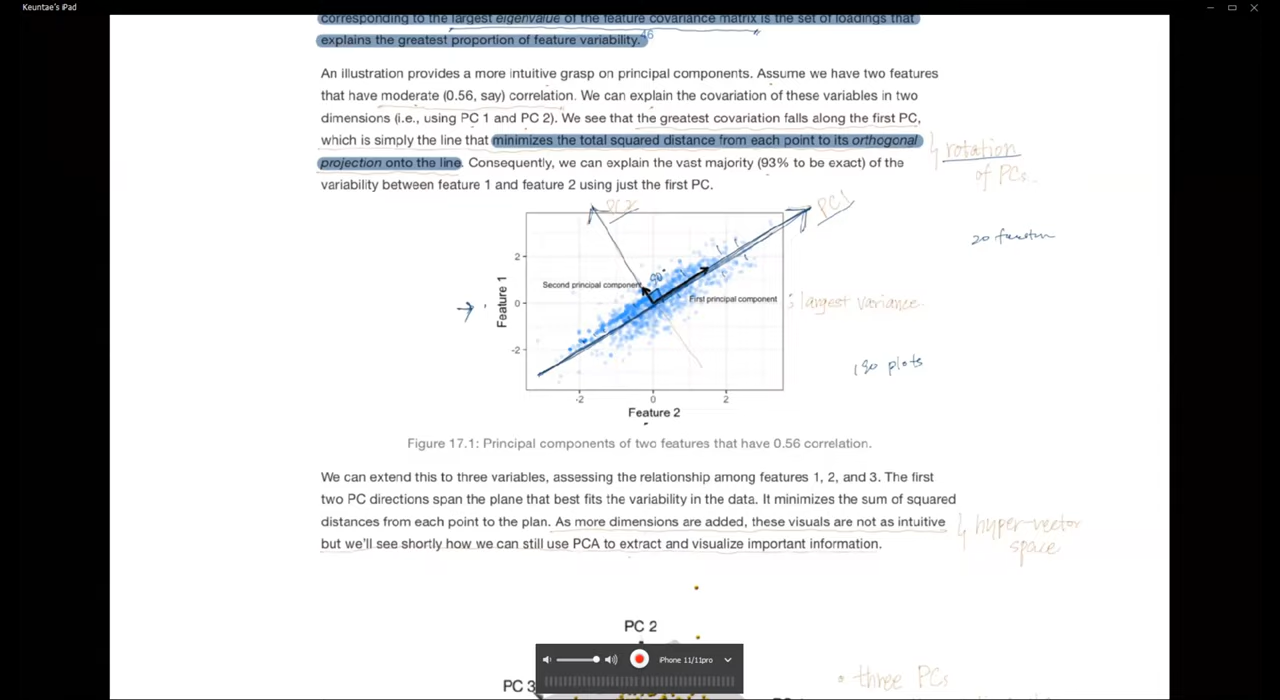 Keuntae's iPad
corresponding to the largest eigenvalue of the feature covariance matrix is the set of loadings that
explains the greatest proportion of feature variability.46
An illustration provides a more intuitive grasp on principal components. Assume we have two features
that have moderate (0.56, say) correlation. We can explain the covariation of these variables in two
dimensions (i.e., using PC 1 and PC 2). We see that the greatest covariation falls along the first PC,
which is simply the line that minimizes the total squared distance from each point to its orthogonal
projection onto the line. Consequently, we can explain the vast majority (93% to be exact) of the
variability between feature 1 and feature 2 using just the first PC.
rotation
of PCs.
PC2
PC1
20 function
2
90°
Second principal component
Feature 1
0
First principal component
: largest variance.
-2
190 plots
-2 0 2
Feature 2
Figure 17.1: Principal components of two features that have 0.56 correlation.
We can extend this to three variables, assessing the relationship among features 1, 2, and 3. The first
two PC directions span the plane that best fits the variability in the data. It minimizes the sum of squared
distances from each point to the plan. As more dimensions are added, these visuals are not as intuitive
but we'll see shortly how we can still use PCA to extract and visualize important information.
hyper-vector
space
PC 2
iPhone 11/11pro
PC 3
three PCs